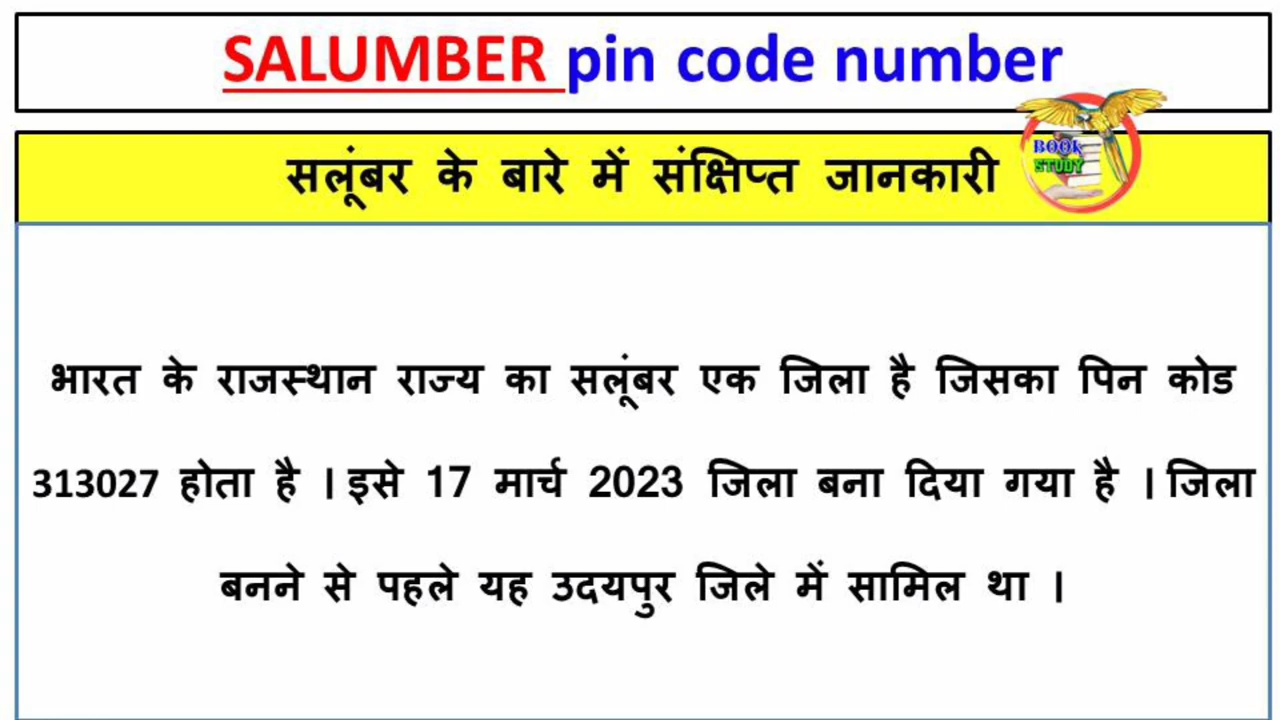 SALUMBER pin code number
BOOK
STUDY
सलूंबर के बारे में संक्षिप्त जानकारी
भारत के राजस्थान राज्य का सलूंबर एक जिला है जिसका पिन कोड
313027 होता है । इसे 17 मार्च 2023 जिला बना दिया गया है । जिला
बनने से पहले यह उदयपुर जिले में सामिल था ।